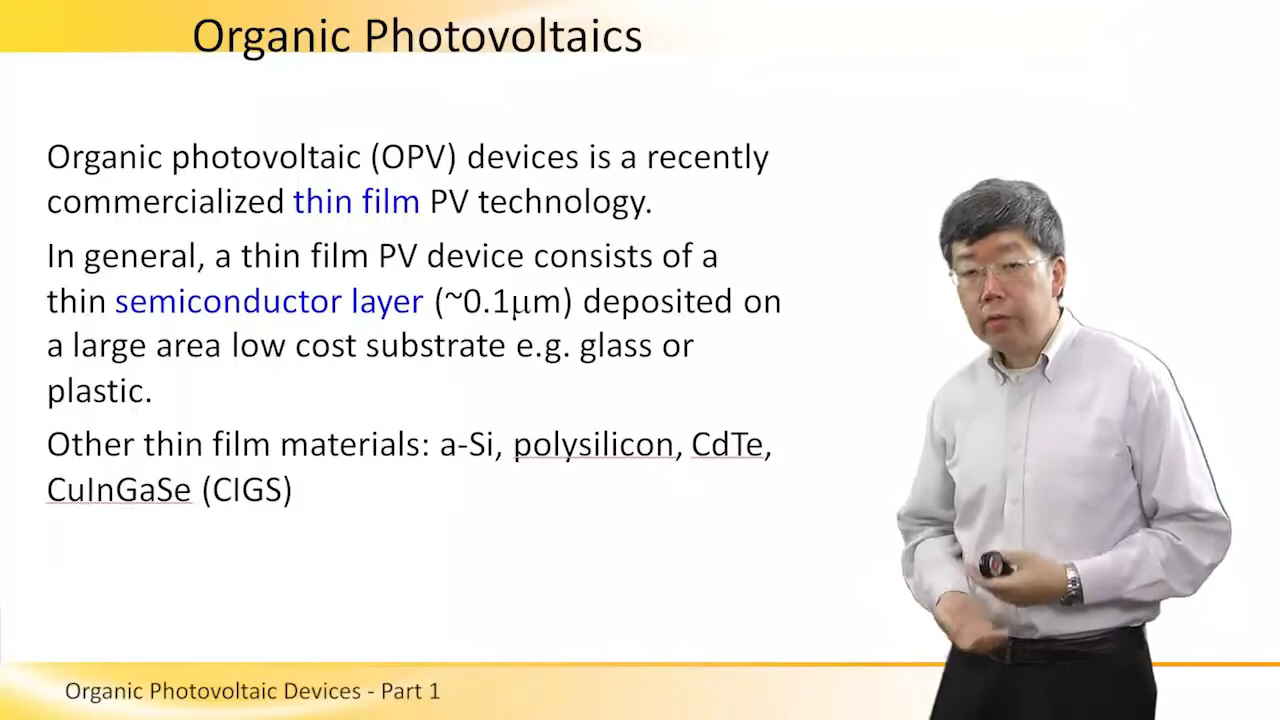 Organic Photovoltaics
Organic photovoltaic (OPV) devices is a recently
commercialized thin film PV technology.
In general, a thin film PV device consists of a
thin semiconductor layer (~0.1μm) deposited on
a large area low cost substrate e.g. glass or
plastic.
Other thin film materials: a-Si, polysilicon, CdTe,
CuInGaSe (CIGS)
Organic Photovoltaic Devices - Part 1